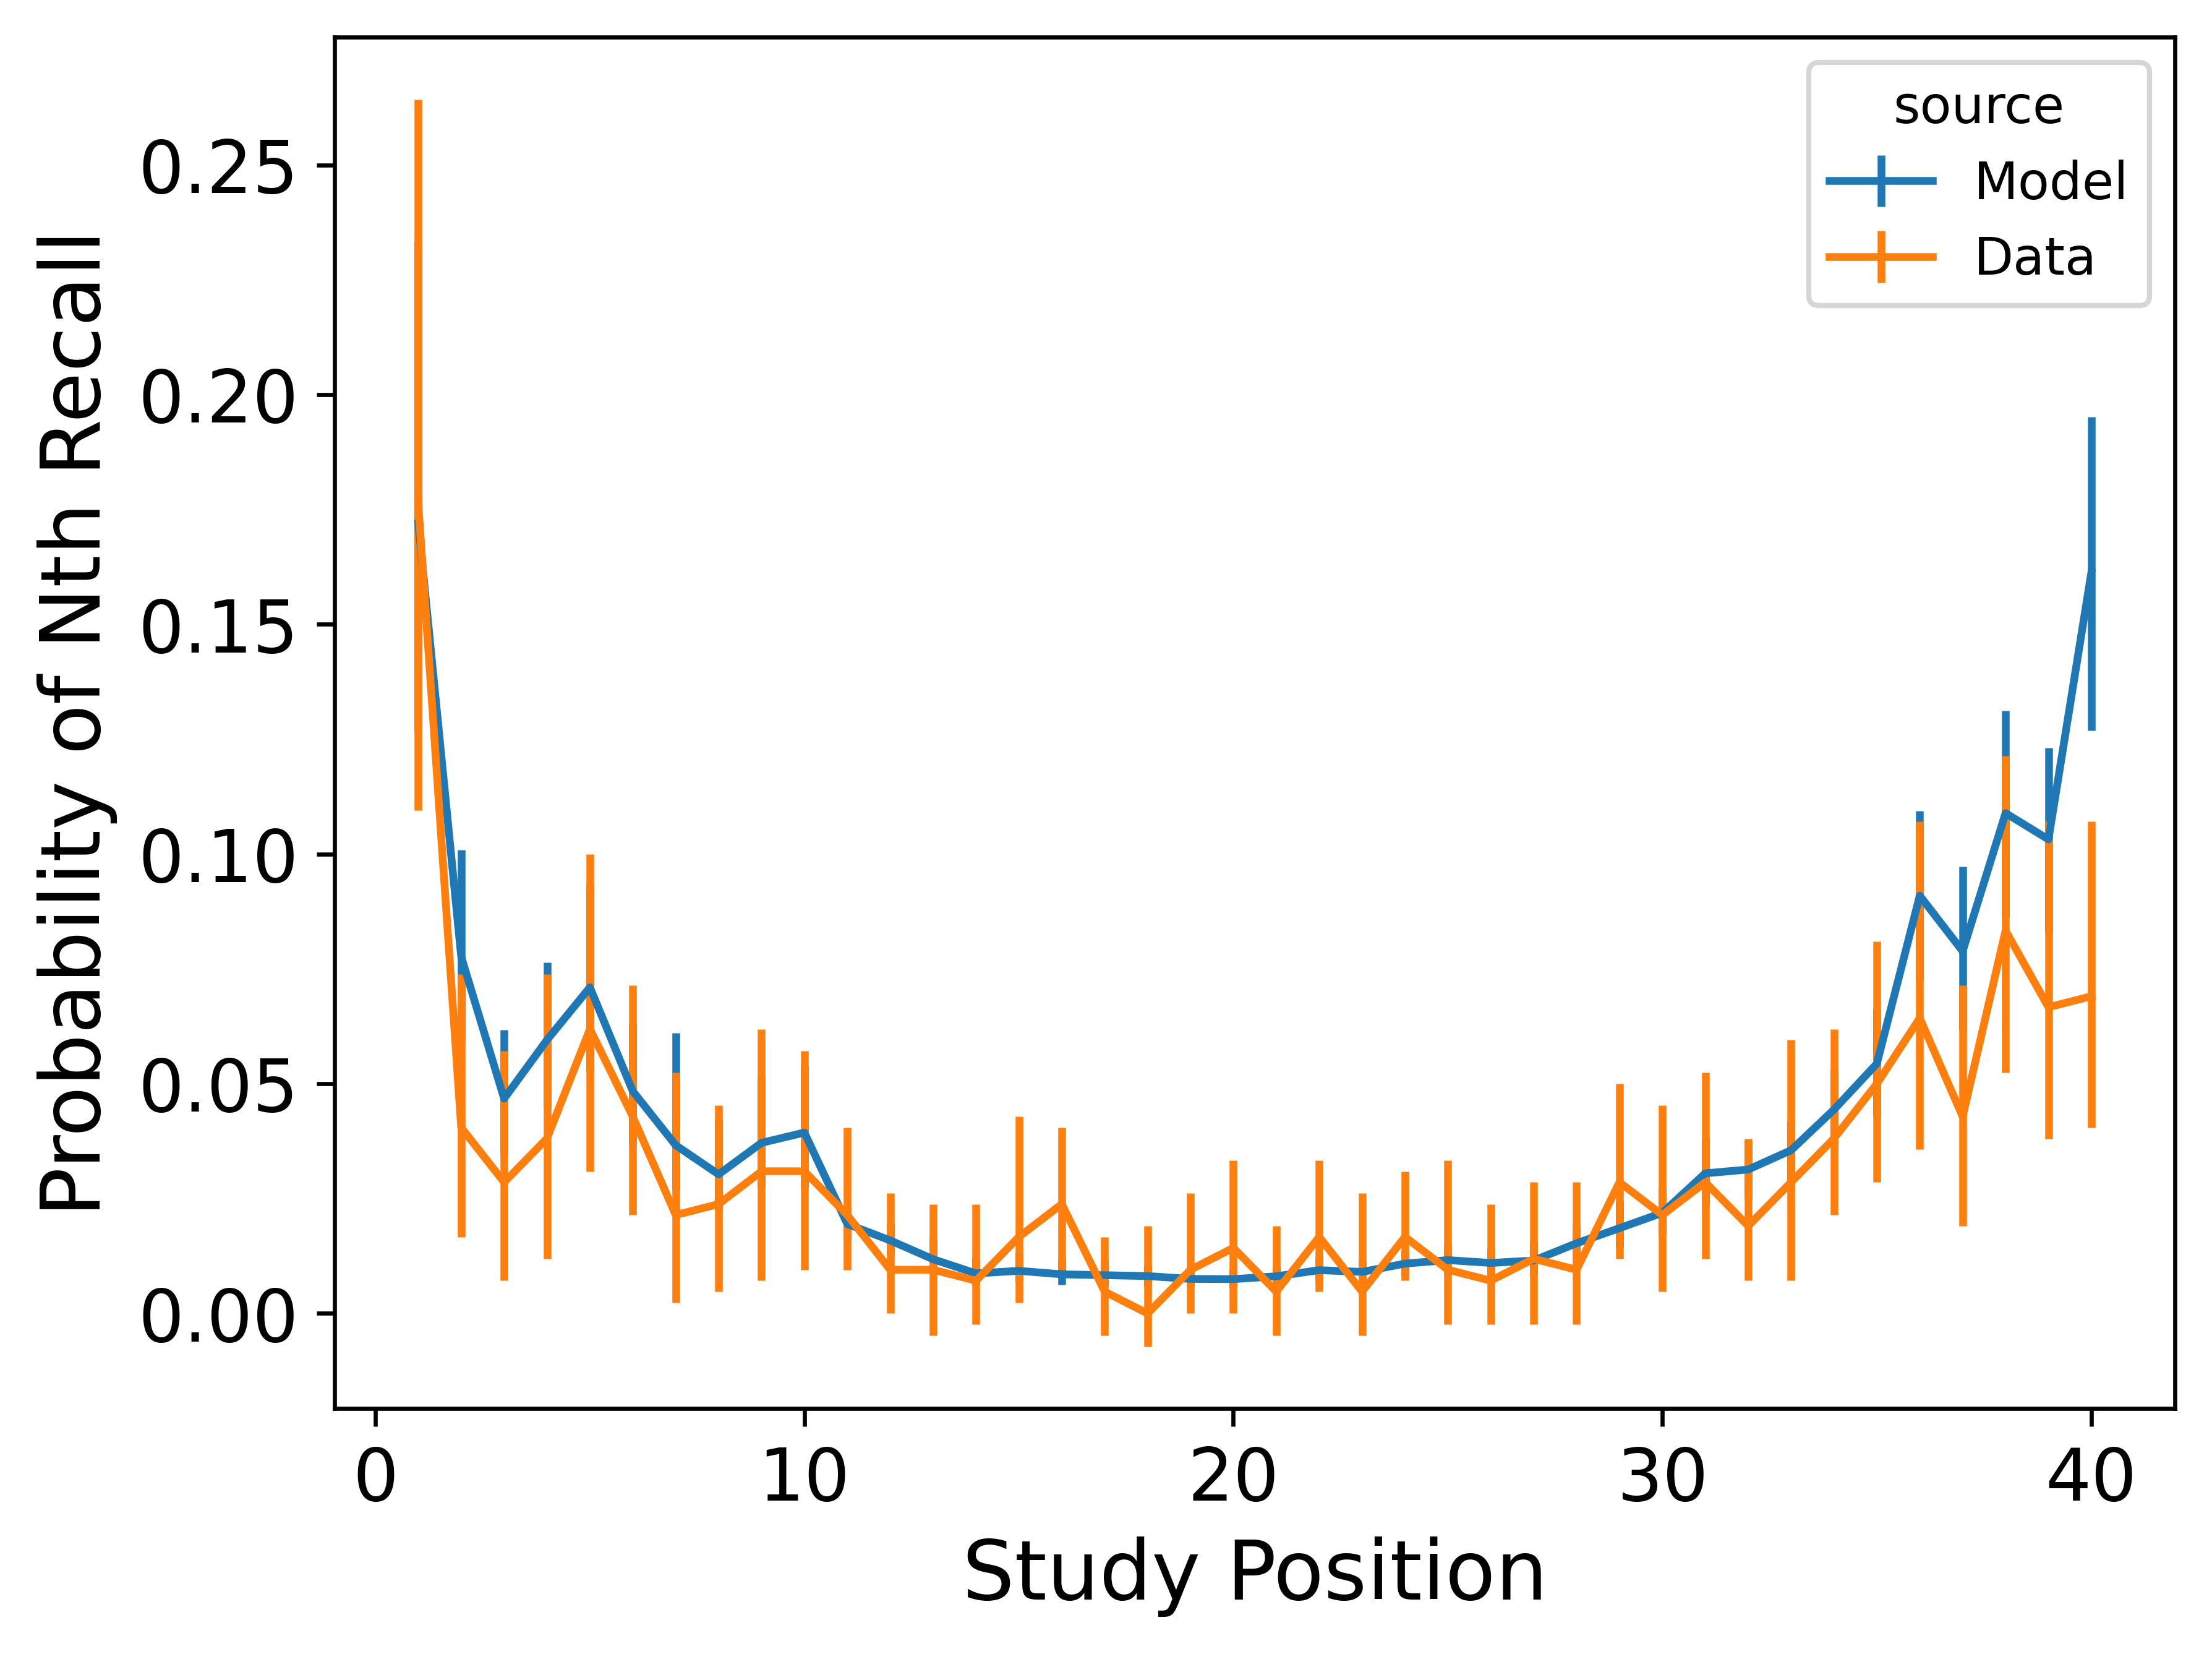 source
Model
Data
Probability of Nth Recall
0.25
0.20
0.15
0.10
0.05
0.00
0 10 20 30 40
Study Position